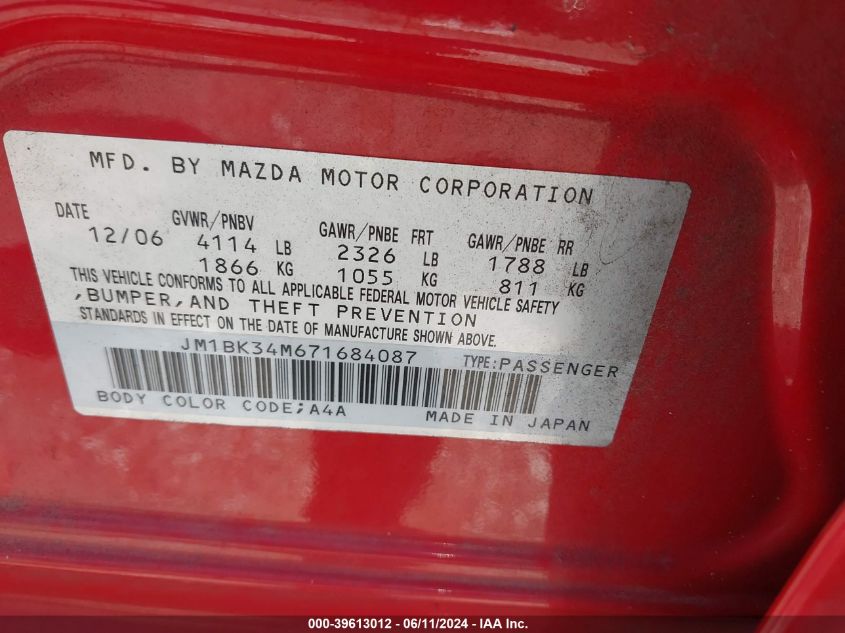 MFD. BY MAZDA MOTOR CORPORATION
DATE GVWR/PNBV GAWR/PNBE FRT GAWR/PNBE RR
12/06 4114 LB 2326 LB 1788 LB
1866 KG 1055 KG 811 KG
THIS VEHICLE CONFORMS TO ALL APPLICABLE FEDERAL MOTOR VEHICLE SAFETY
,BUMPER,AND THEFT PREVENTION
STANDARDS IN EFFECT ON THE DATE OF MANUFACTURE SHOWN ABOVE.
JM1BK34M671684087 TYPE:PASSENGER
BODY COLOR CODE;A4A MADE IN JAPAN
000-39613012 - 06/11/2024 - IAA Inc.